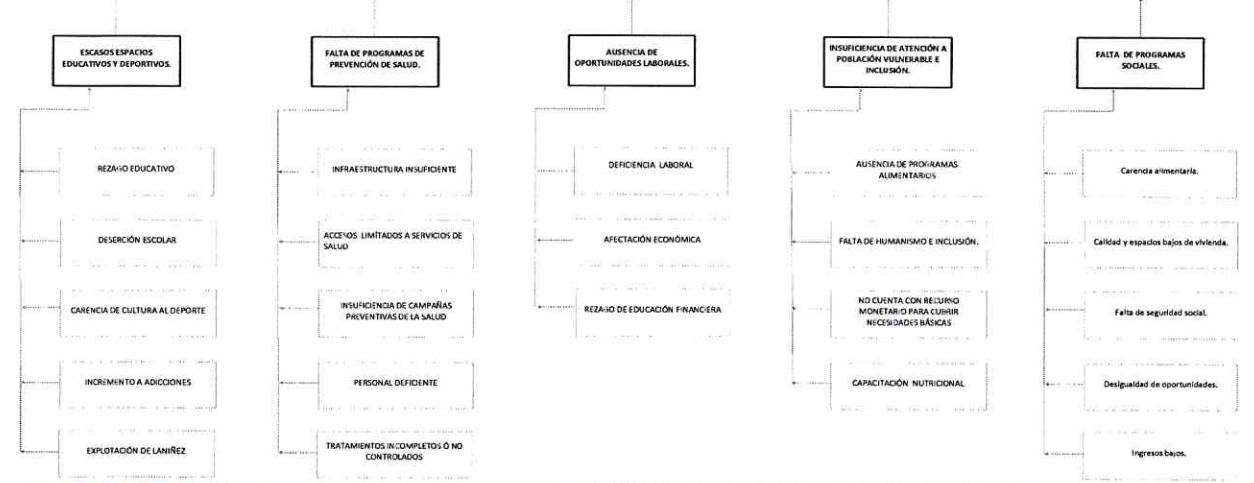 ESCASOS ESPACIOS
EDUCATIVOS Y DEPORTIVOS.
REZAGO EDUCATIVO
DESERCIÓN ESCOLAR
CARENCIA DE CULTURA AL DEPORTE
INCREMENTO A ADICCIONES
EXPLOTACIÓN DE LANIÑEZ
FALTA DE PROGRAMAS DE
PREVENCIÓN DE SALUD.
INFRAESTRUCTURA INSUFICIENTE
ACCESOS LIMÍTADOS A SERVICIOS DE
SALUD
INSUFICIENCIA DE CAMPAÑAS
PREVENTIVAS DE LA SALUD
PERSONAL DEFICIENTE
TRATAMIENTOS INCOMPLETOS Ó NO
CONTROLADOS
AUSENCIA DE
OPORTUNIDADES LABORALES.
DEFICIENCIA LABORAL
AFECTACIÓN ECONÓMICA
REZAGO DE EDUCACIÓN FINANCIERA
INSUFICIENCIA DE ATENCIÓN A
POBLACIÓN VULNERABLE E
INCLUSIÓN.
AUSENCIA DE PROGRAMAS
ALIMENTARIOS
FALTA DE HUMANISMO E INCLUSIÓN.
NO CUENTA CON RECURSO
MONETARIO PARA CUBRIR
NECESIDADES BÁSICAS
CAPACITACIÓN NUTRICIONAL
FALTA DE PROGRAMAS
SOCIALES.
Carencia alimentaria.
Calidad y espacios bajos de vivienda.
Falta de seguridad social.
Desigualdad de oportunidades.
Ingresos bajos.